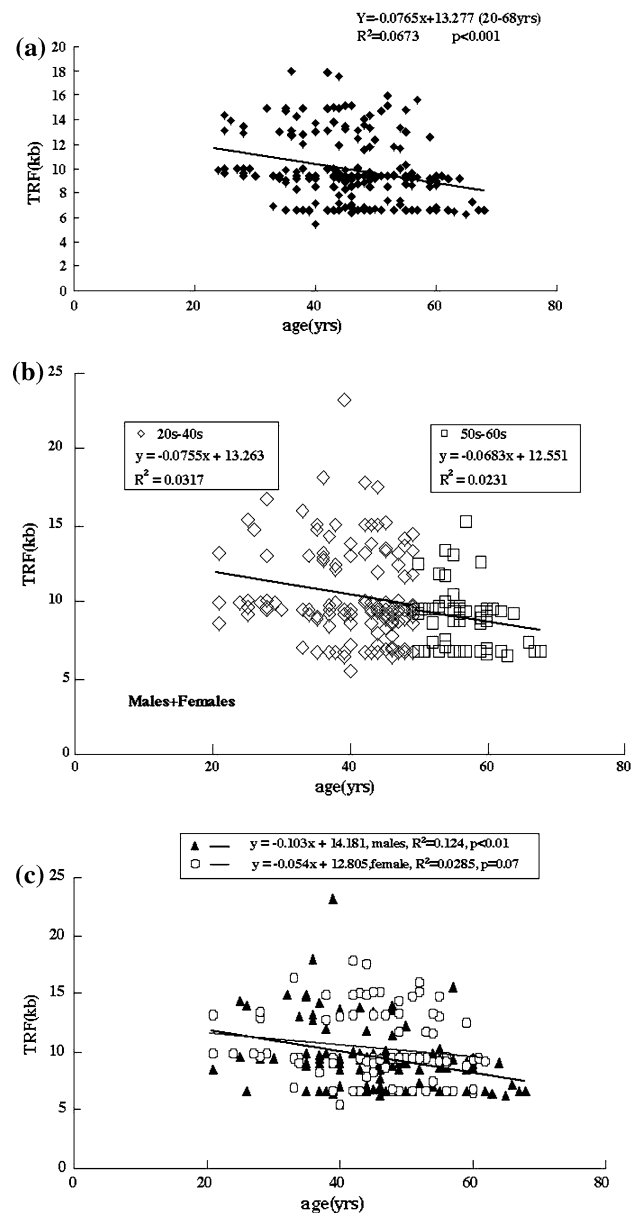 (a)
Y=-0.0765x+13.277 (20-68yrs)
R²=0.0673 p<0.001
TRF(kb)
20
18
16
14
12
10
8
6
4
2
0
0 20 40 60 80
age(yrs)
(b)
25
20
15
10
5
0
TRF(kb)
20s-40s
y = -0.0755x + 13.263
R² = 0.0317
50s-60s
y = -0.0683x + 12.551
R² = 0.0231
Males+Females
0 20 40 60 80
age(yrs)
(c)
y = -0.103x + 14.181, males, R²=0.124, p<0.01
y = -0.054x + 12.805,female, R²=0.0285, p=0.07
25
20
15
10
5
0
TRF(kb)
0 20 40 60 80
age(yrs)